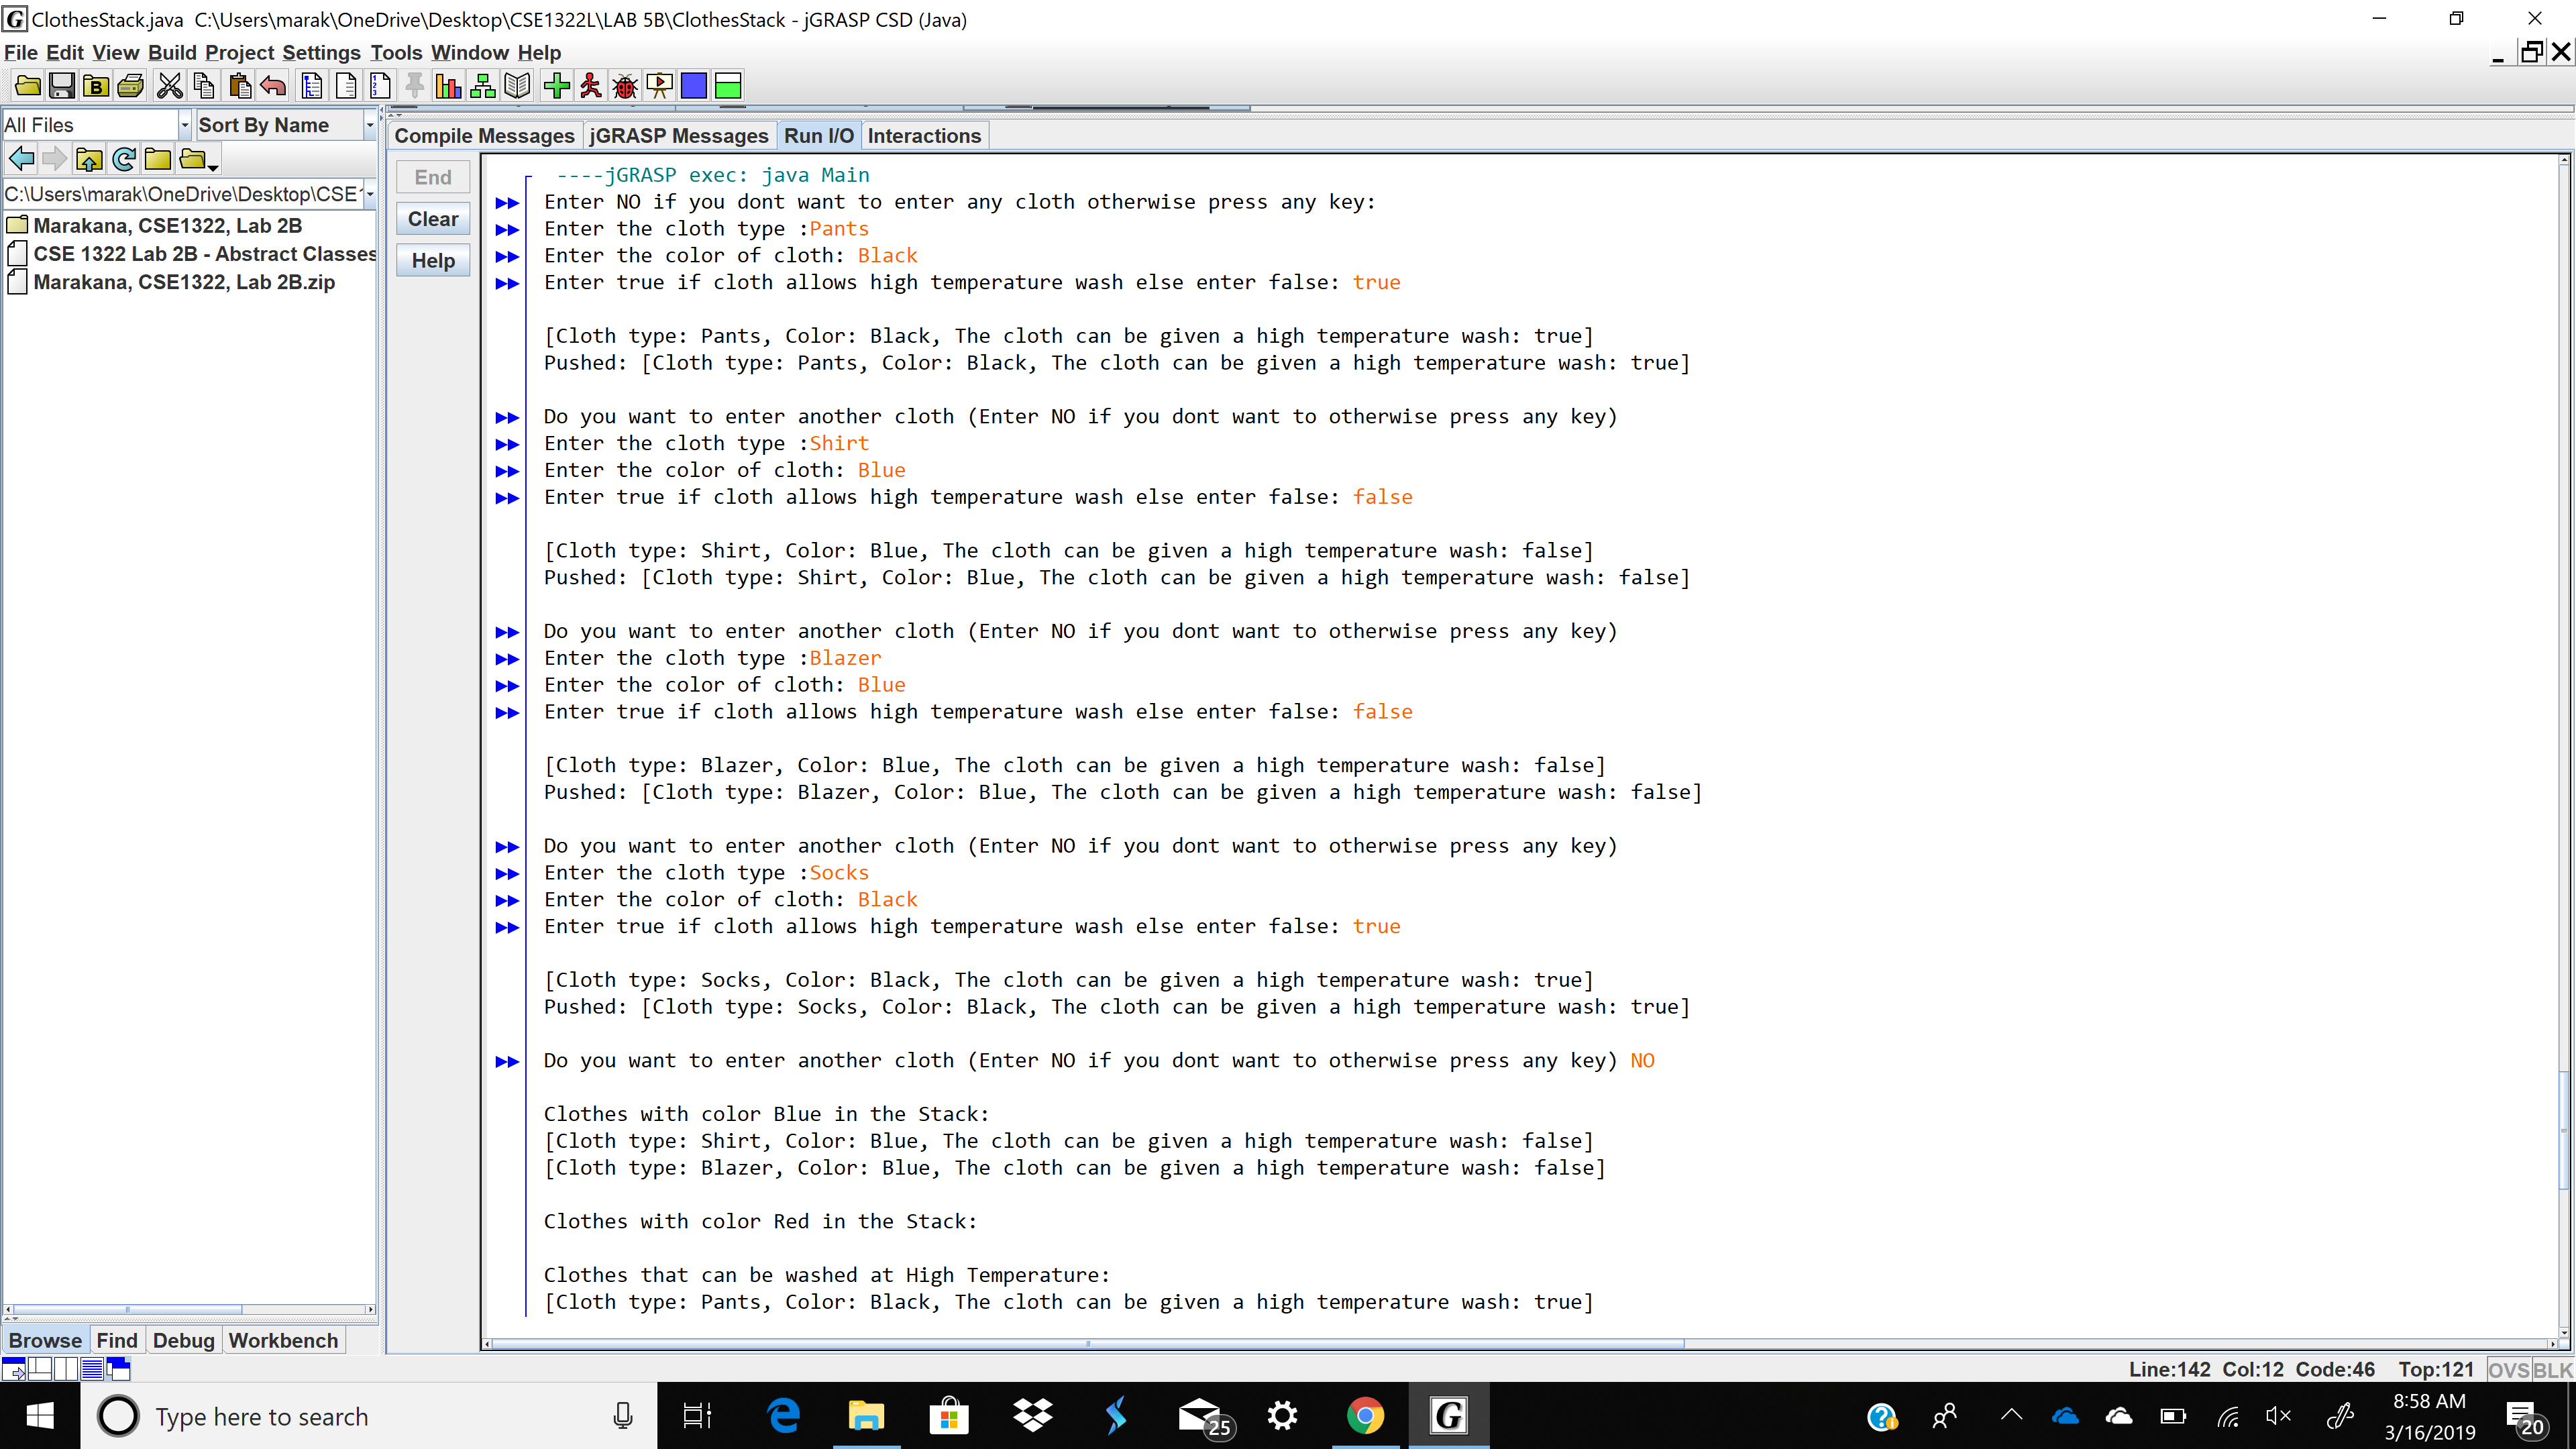 ClothesStack.java  C:\Users\marak\OneDrive\Desktop\CSE1322L\LAB 5B\ClothesStack - jGRASP CSD (Java)
File Edit View Build Project Settings Tools Window Help
All Files
Sort By Name
C:\Users\marak\OneDrive\Desktop\CSE
Marakana, CSE1322, Lab 2B
CSE 1322 Lab 2B - Abstract Classes
Marakana, CSE1322, Lab 2B.zip
Browse Find Debug Workbench
Compile Messages jGRASP Messages Run I/O Interactions
End
Clear
Help
----jGRASP exec: java Main
Enter NO if you dont want to enter any cloth otherwise press any key:
Enter the cloth type :Pants
Enter the color of cloth: Black
Enter true if cloth allows high temperature wash else enter false: true
[Cloth type: Pants, Color: Black, The cloth can be given a high temperature wash: true]
Pushed: [Cloth type: Pants, Color: Black, The cloth can be given a high temperature wash: true]
Do you want to enter another cloth (Enter NO if you dont want to otherwise press any key)
Enter the cloth type :Shirt
Enter the color of cloth: Blue
Enter true if cloth allows high temperature wash else enter false: false
[Cloth type: Shirt, Color: Blue, The cloth can be given a high temperature wash: false]
Pushed: [Cloth type: Shirt, Color: Blue, The cloth can be given a high temperature wash: false]
Do you want to enter another cloth (Enter NO if you dont want to otherwise press any key)
Enter the cloth type :Blazer
Enter the color of cloth: Blue
Enter true if cloth allows high temperature wash else enter false: false
[Cloth type: Blazer, Color: Blue, The cloth can be given a high temperature wash: false]
Pushed: [Cloth type: Blazer, Color: Blue, The cloth can be given a high temperature wash: false]
Do you want to enter another cloth (Enter NO if you dont want to otherwise press any key)
Enter the cloth type :Socks
Enter the color of cloth: Black
Enter true if cloth allows high temperature wash else enter false: true
[Cloth type: Socks, Color: Black, The cloth can be given a high temperature wash: true]
Pushed: [Cloth type: Socks, Color: Black, The cloth can be given a high temperature wash: true]
Do you want to enter another cloth (Enter NO if you dont want to otherwise press any key) NO
Clothes with color Blue in the Stack:
[Cloth type: Shirt, Color: Blue, The cloth can be given a high temperature wash: false]
[Cloth type: Blazer, Color: Blue, The cloth can be given a high temperature wash: false]
Clothes with color Red in the Stack:
Clothes that can be washed at High Temperature:
[Cloth type: Pants, Color: Black, The cloth can be given a high temperature wash: true]
Line:142 Col:12 Code:46 Top:121 OVS BLK
Type here to search
25
8:58 AM
3/16/2019
20